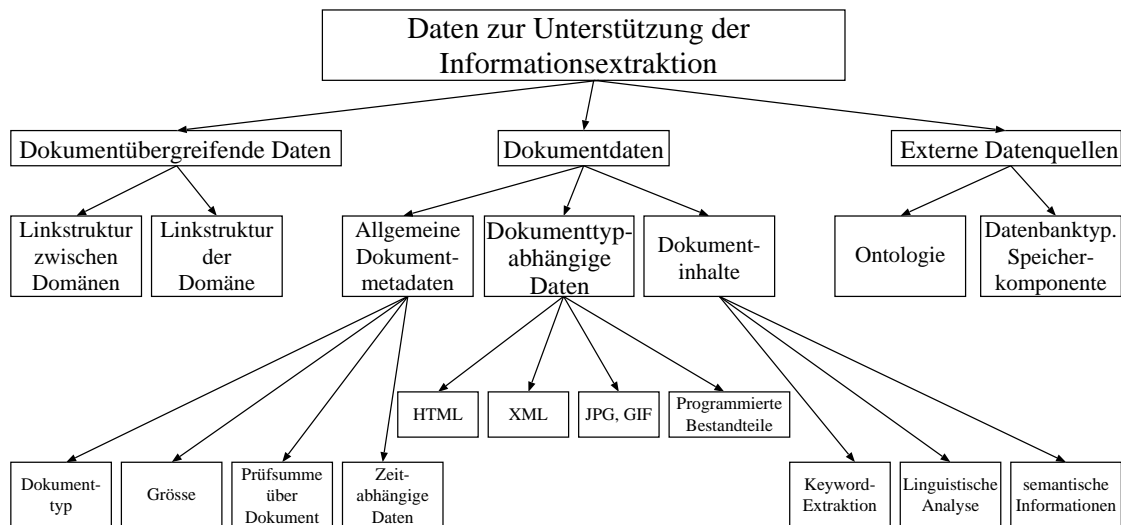 Daten zur Unterstützung der
Informationsextraktion
Dokumentübergreifende Daten
Dokumentdaten
Externe Datenquellen
Linkstruktur
zwischen
Domänen
Linkstruktur
der
Domäne
Allgemeine
Dokument-
metadaten
Dokumenttyp-
abhängige
Daten
Dokument-
inhalte
Ontologie
Datenbanktyp.
Speicher-
komponente
HTML
XML
JPG, GIF
Programmierte
Bestandteile
Dokument-
typ
Grösse
Prüfsumme
über
Dokument
Zeit-
abhängige
Daten
Keyword-
Extraktion
Linguistische
Analyse
semantische
Informationen